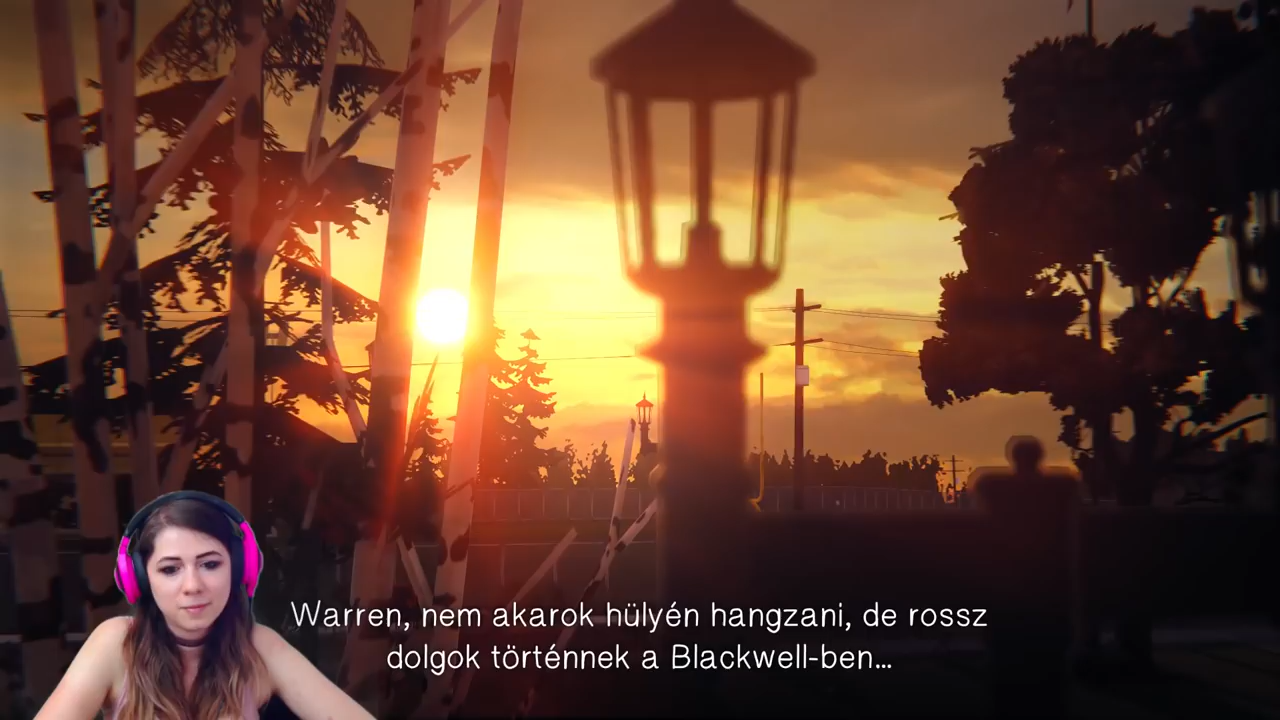 Warren, nem akarok hülyén hangzani, de rossz
dolgok történnek a Blackwell-ben...